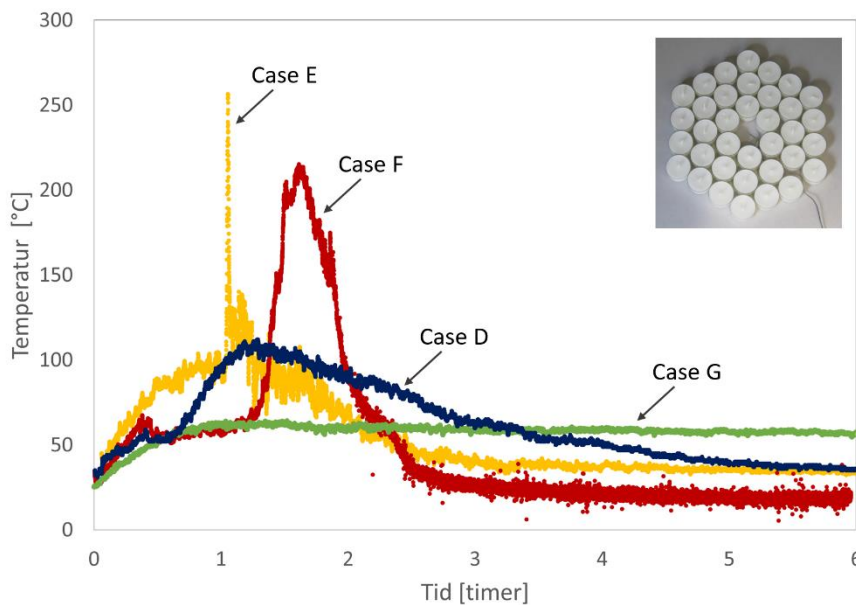 300
250
200
150
100
50
0
Temperatur [°C]
Case E
Case F
Case D
Case G
0 1 2 3 4 5 6
Tid [timer]